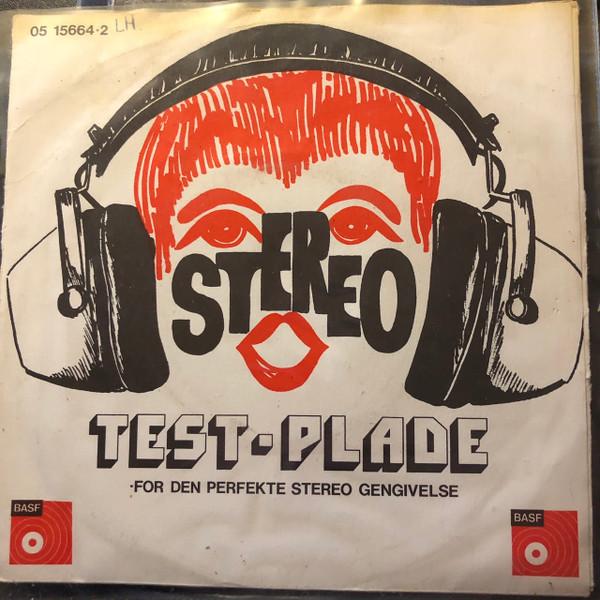 05 15664-2 LH
STEREO
TEST-PLADE
·FOR DEN PERFEKTE STEREO GENGIVELSE
BASF
BASF